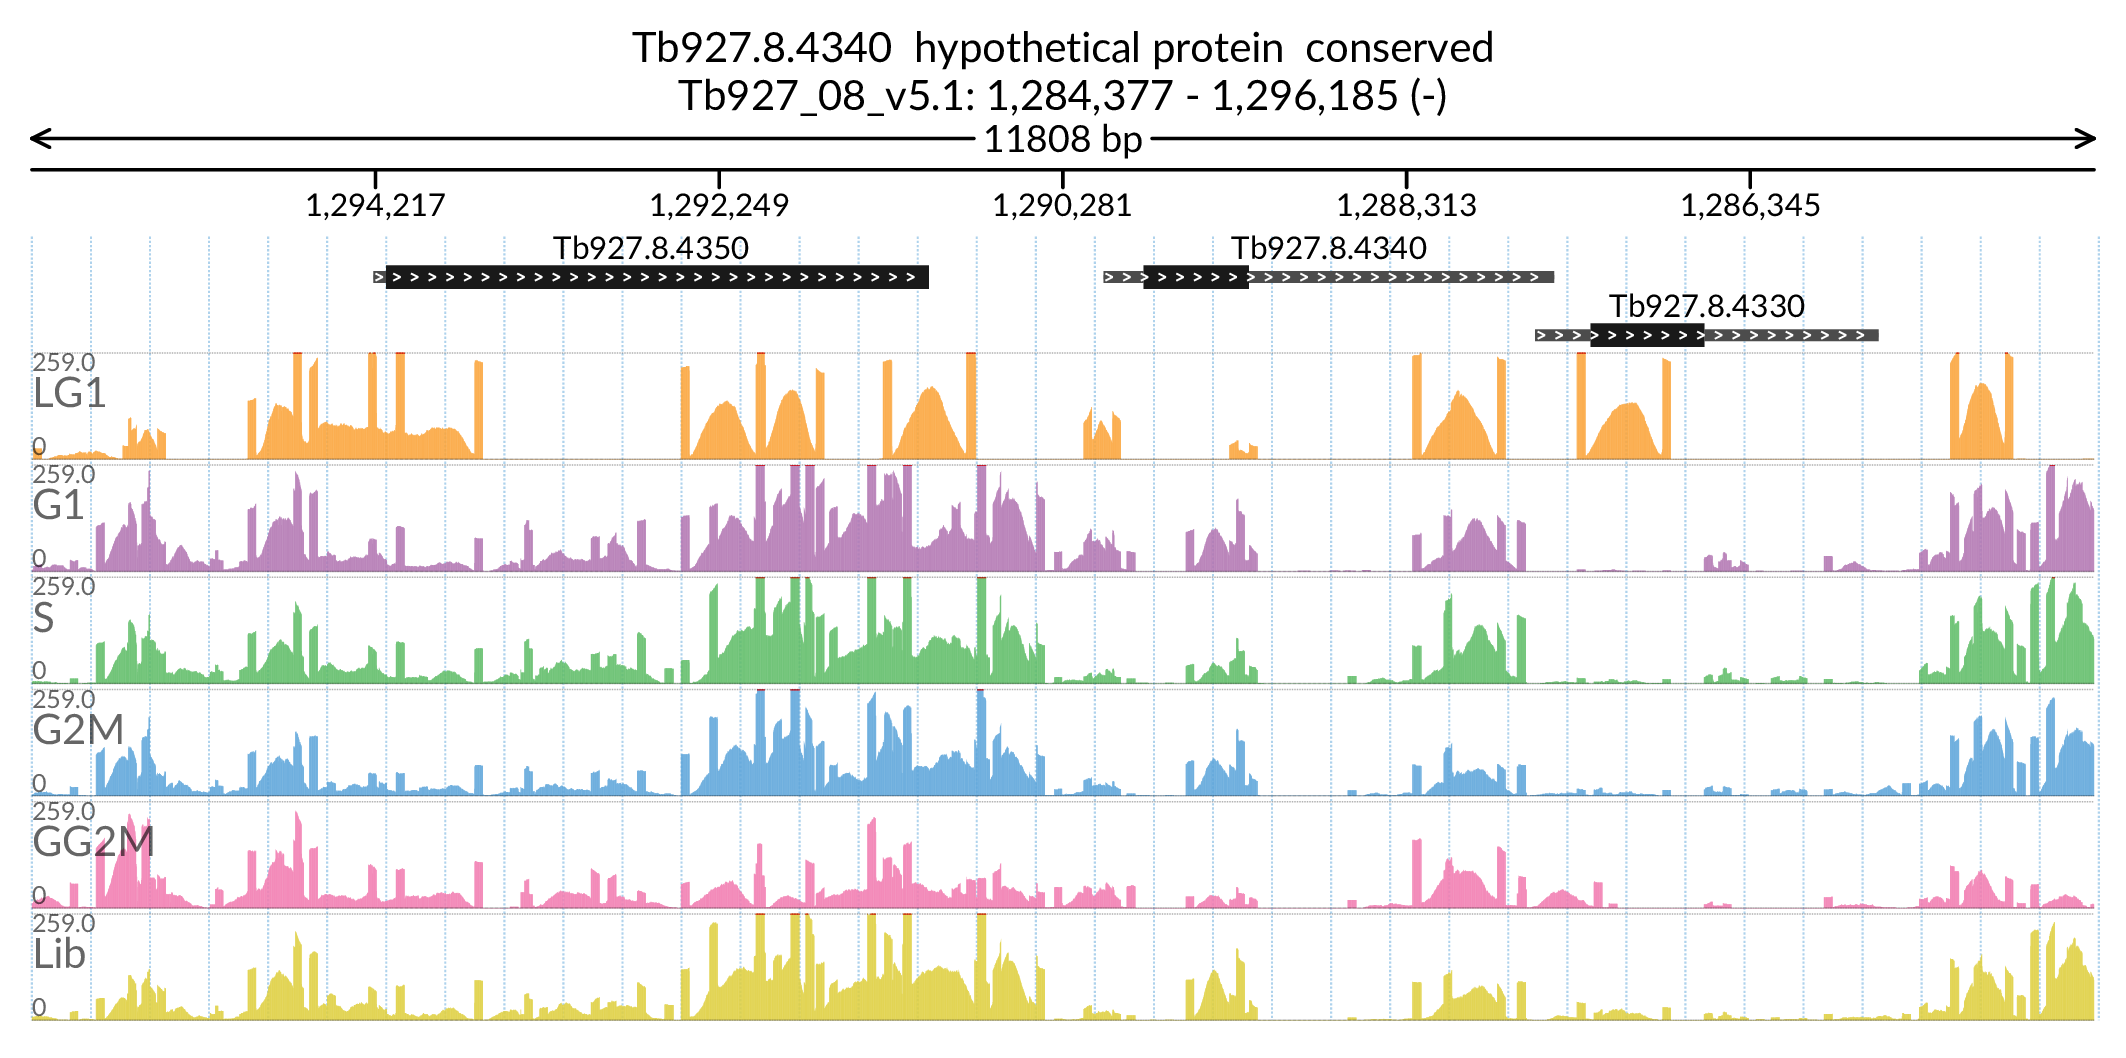 Tb927.8.4340 hypothetical protein conserved
Tb927_08_v5.1: 1,284,377 - 1,296,185 (-)
11808 bp
1,294,217 1,292,249 1,290,281 1,288,313 1,286,345
Tb927.8.4350 Tb927.8.4340
Tb927.8.4330
259.0
LG1
0
259.0
G1
0
259.0
S
0
259.0
G2M
0
259.0
GG2M
0
259.0
Lib
0